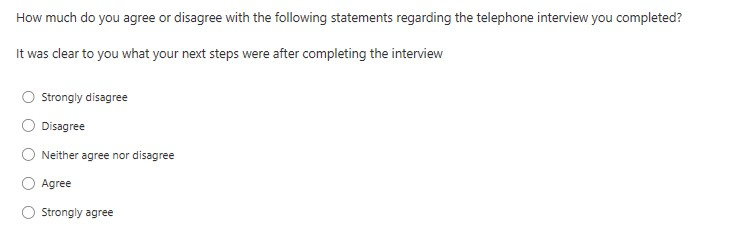 How much do you agree or disagree with the following statements regarding the telephone interview you completed?
It was clear to you what your next steps were after completing the interview
Strongly disagree
Disagree
Neither agree nor disagree
Agree
Strongly agree